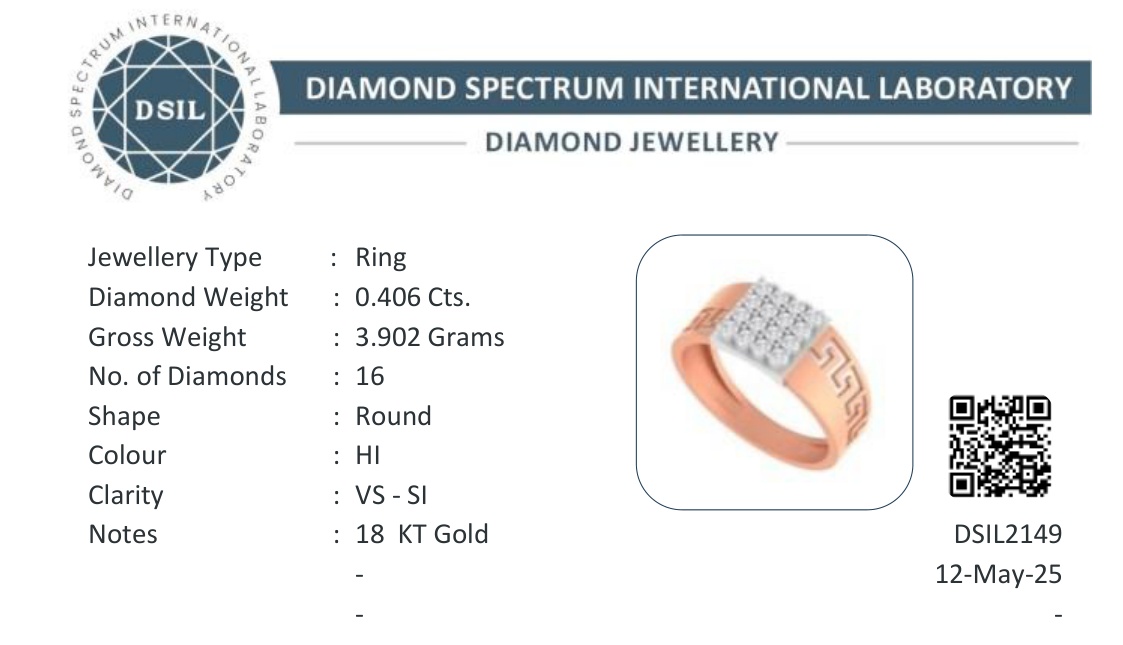 DIAMOND SPECTRUM INTERNATIONAL LABORATORY
DSIL
DIAMOND SPECTRUM INTERNATIONAL LABORATORY
DIAMOND JEWELLERY
Jewellery Type : Ring
Diamond Weight : 0.406 Cts.
Gross Weight : 3.902 Grams
No. of Diamonds : 16
Shape : Round
Colour : HI
Clarity : VS - SI
Notes : 18 KT Gold
DSIL2149
-
12-May-25
-
-